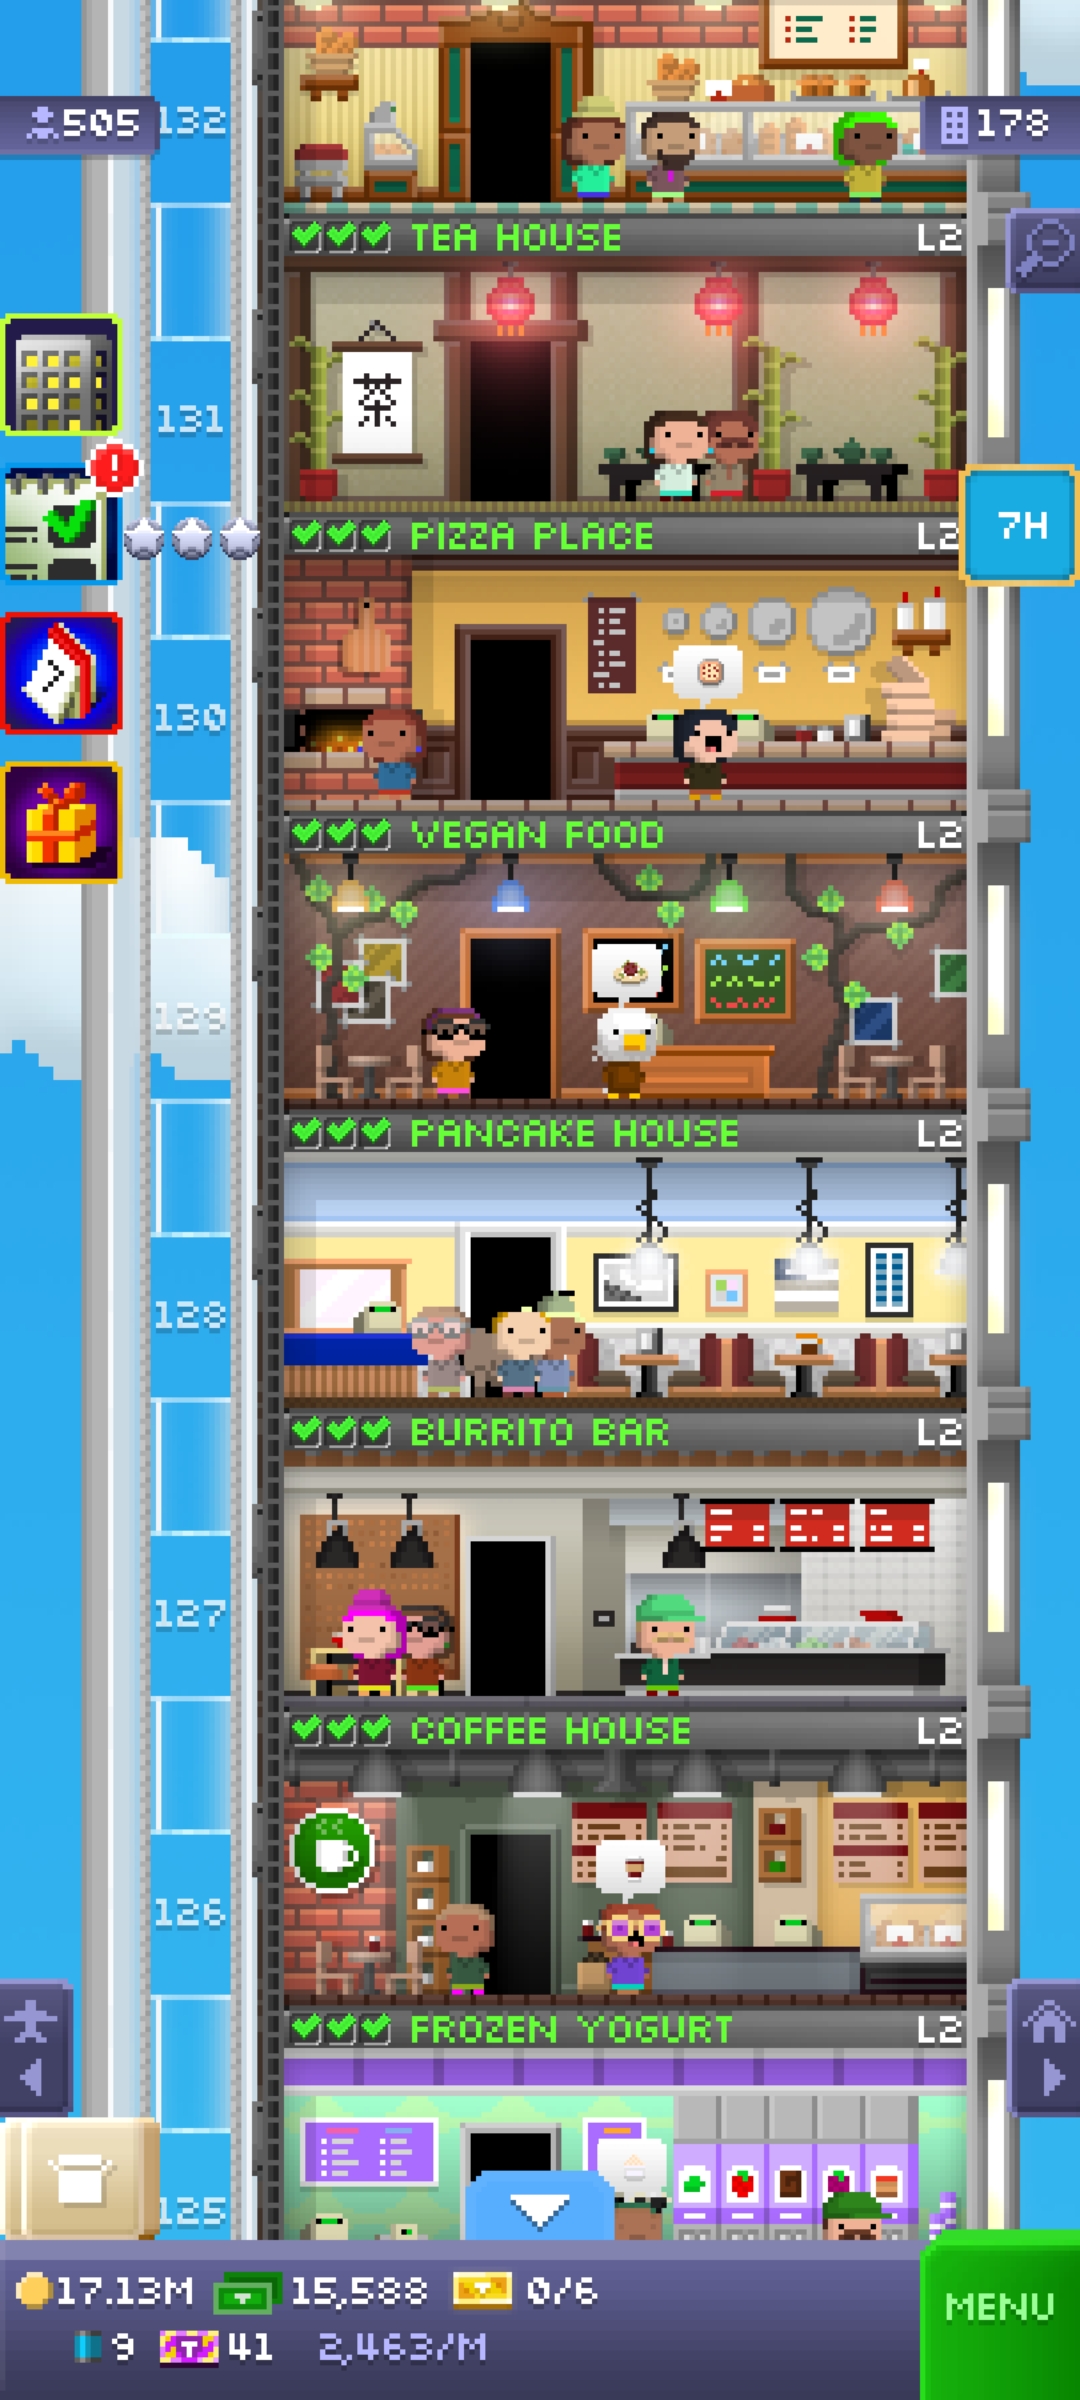 505
132
178
TEA HOUSE L2
131
茶
PIZZA PLACE L2
7H
7
130
VEGAN FOOD L2
129
PANCAKE HOUSE L2
128
BURRITO BAR L2
127
COFFEE HOUSE L2
126
FROZEN YOGURT L2
125
17.13M 15,588 0/6
MENU
9 T 41 2,463/M